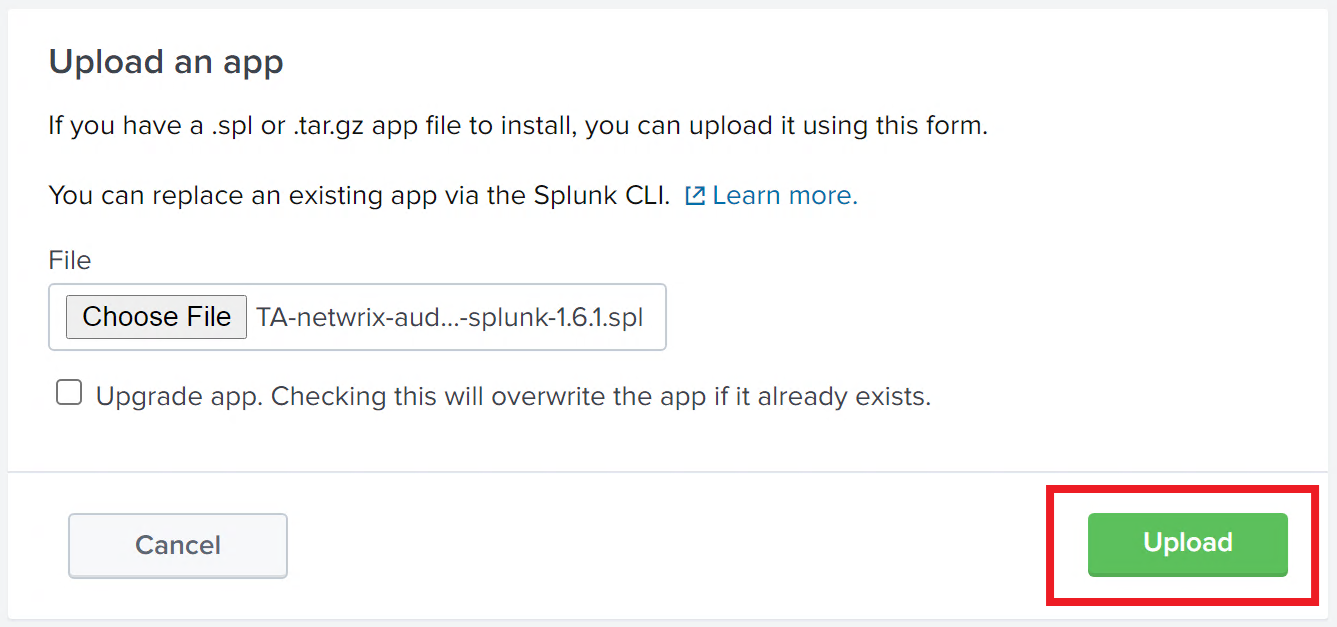 Upload an app
If you have a .spl or .tar.gz app file to install, you can upload it using this form.
You can replace an existing app via the Splunk CLI. Learn more.
File
Choose File TA-netwrix-aud...-splunk-1.6.1.spl
Upgrade app. Checking this will overwrite the app if it already exists.
Cancel Upload